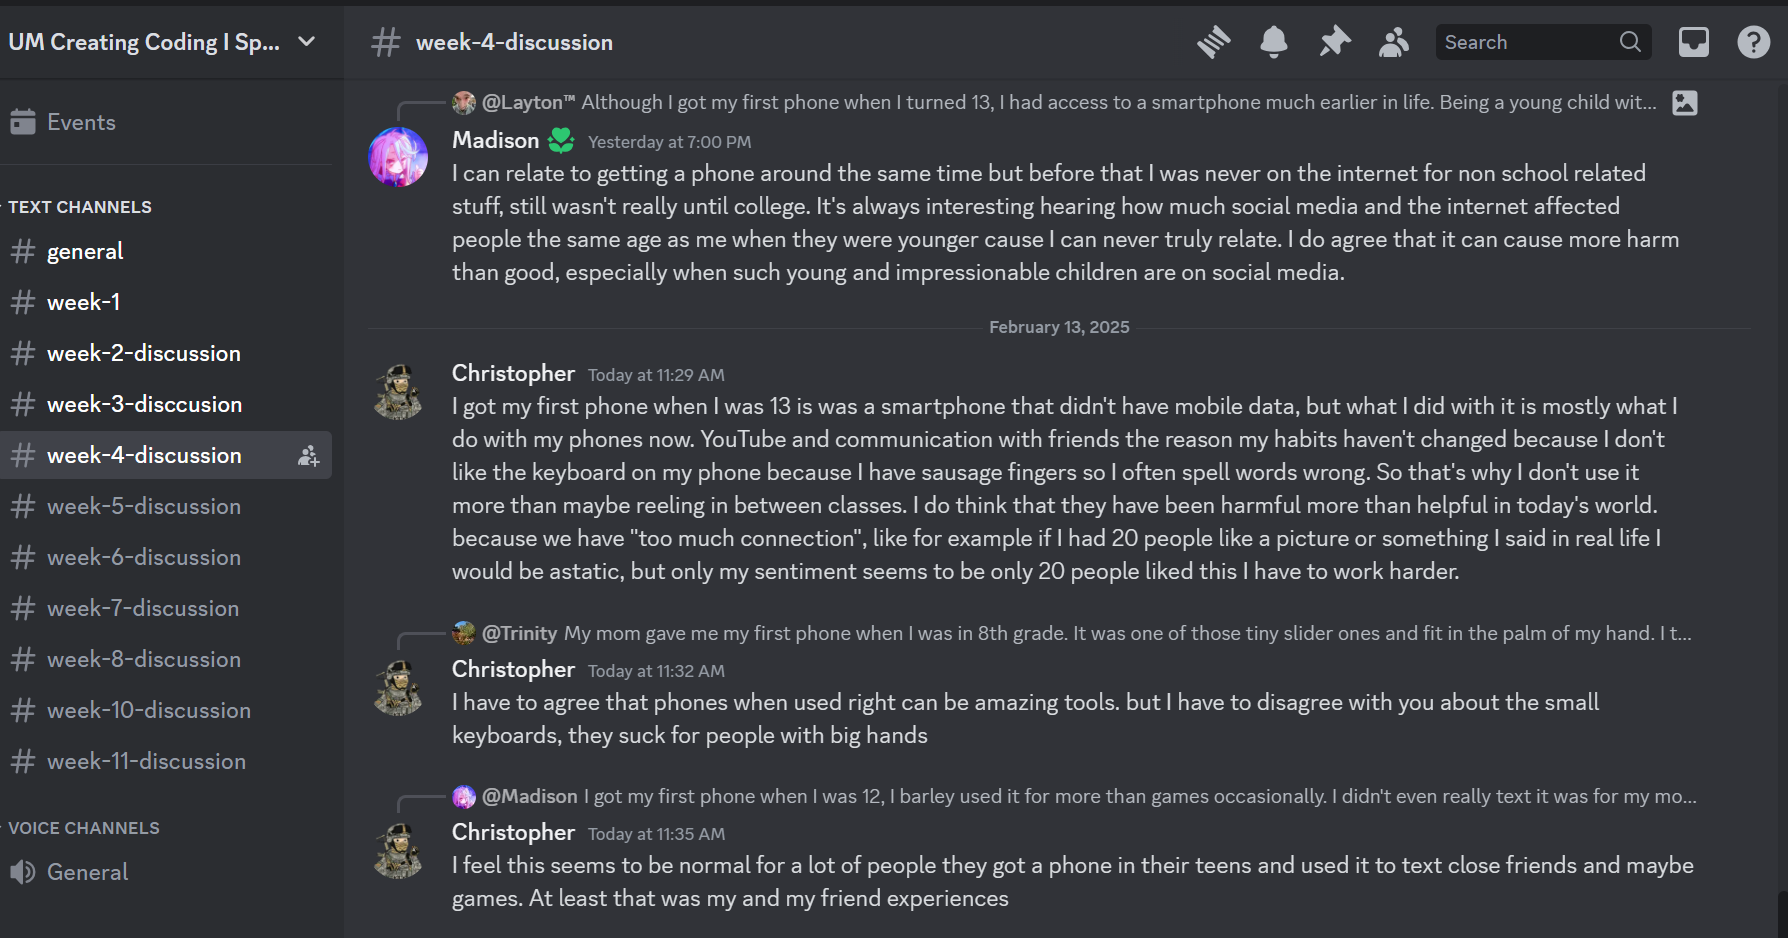 UM Creating Coding I Sp...
week-4-discussion
Search
Events
TEXT CHANNELS
general
week-1
week-2-discussion
week-3-disccusion
week-4-discussion
week-5-discussion
week-6-discussion
week-7-discussion
week-8-discussion
week-10-discussion
week-11-discussion
VOICE CHANNELS
General
@Layton™ Although I got my first phone when I turned 13, I had access to a smartphone much earlier in life. Being a young child wit...
Madison Yesterday at 7:00 PM
I can relate to getting a phone around the same time but before that I was never on the internet for non school related
stuff, still wasn't really until college. It's always interesting hearing how much social media and the internet affected
people the same age as me when they were younger cause I can never truly relate. I do agree that it can cause more harm
than good, especially when such young and impressionable children are on social media.
February 13, 2025
Christopher Today at 11:29 AM
I got my first phone when I was 13 is was a smartphone that didn't have mobile data, but what I did with it is mostly what I
do with my phones now. YouTube and communication with friends the reason my habits haven't changed because I don't
like the keyboard on my phone because I have sausage fingers so I often spell words wrong. So that's why I don't use it
more than maybe reeling in between classes. I do think that they have been harmful more than helpful in today's world.
because we have "too much connection", like for example if I had 20 people like a picture or something I said in real life I
would be astatic, but only my sentiment seems to be only 20 people liked this I have to work harder.
@Trinity My mom gave me my first phone when I was in 8th grade. It was one of those tiny slider ones and fit in the palm of my hand. I t...
Christopher Today at 11:32 AM
I have to agree that phones when used right can be amazing tools. but I have to disagree with you about the small
keyboards, they suck for people with big hands
@Madison I got my first phone when I was 12, I barley used it for more than games occasionally. I didn't even really text it was for my mo...
Christopher Today at 11:35 AM
I feel this seems to be normal for a lot of people they got a phone in their teens and used it to text close friends and maybe
games. At least that was my and my friend experiences